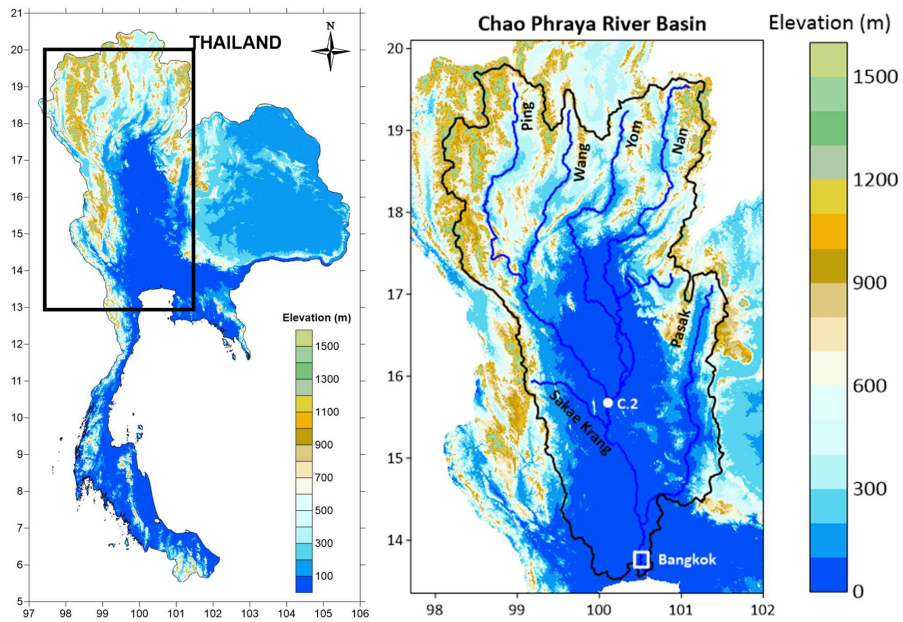 THAILAND
N
21
20
19
18
17
16
15
14
13
12
11
10
9
8
7
6
5
97 98 99 100 101 102 103 104 105 106
Elevation (m)
1500
1300
1100
900
700
500
300
100
Chao Phraya River Basin
20
19
18
17
16
15
14
97 98 99 100 101 102
Ping
Wang
Yom
Nan
Pasak
C.2
Sakae Krang
Bangkok
Elevation (m)
1500
1200
900
600
300
0